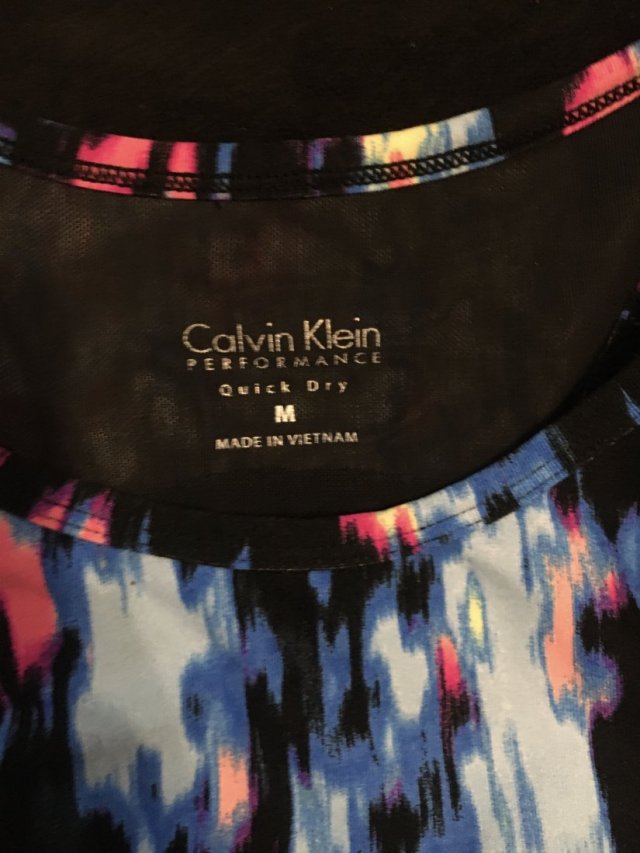 Calvin Klein
PERFORMANCE
Quick Dry
M
MADE IN VIETNAM